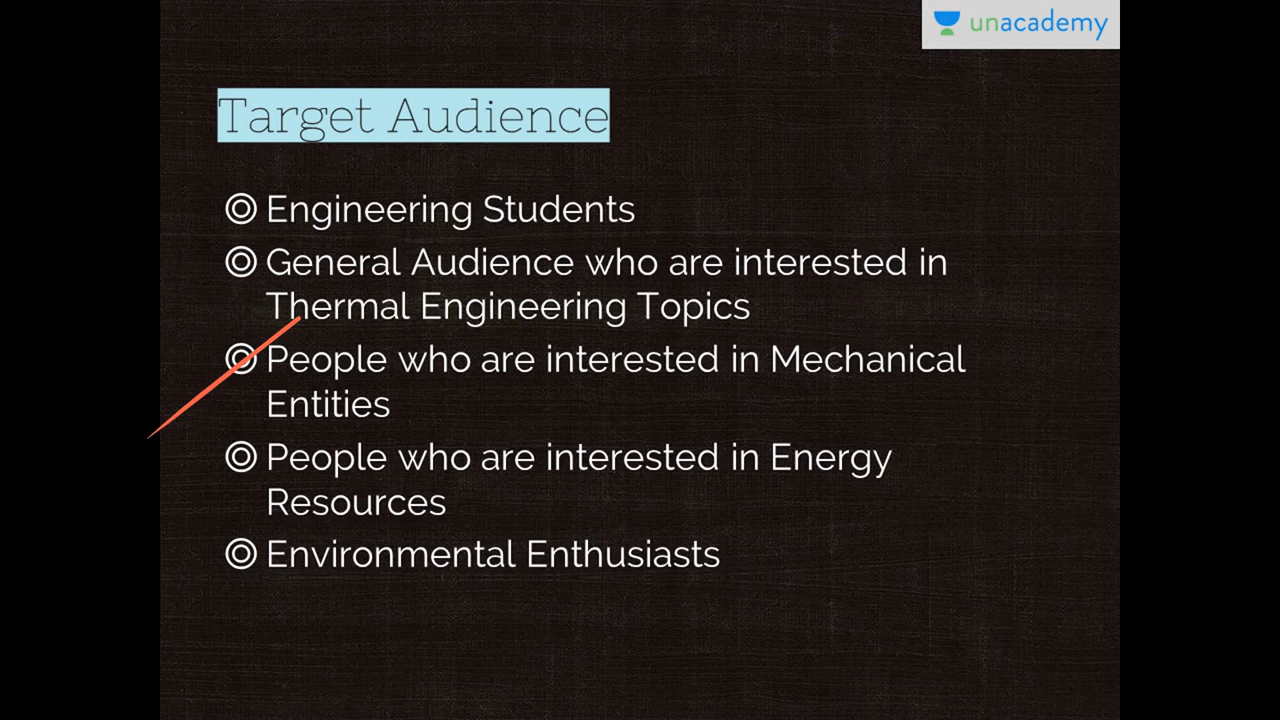 unacademy
Target Audience
Engineering Students
General Audience who are interested in
Thermal Engineering Topics
People who are interested in Mechanical
Entities
People who are interested in Energy
Resources
Environmental Enthusiasts